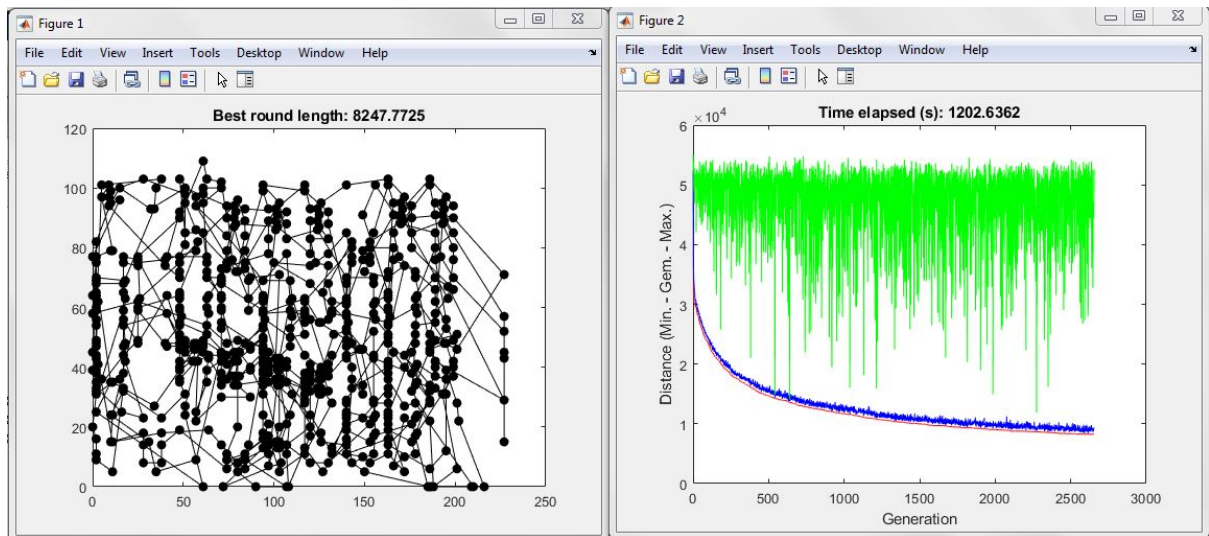 Figure 1
File Edit View Insert Tools Desktop Window Help
Best round length: 8247.7725
120
100
80
60
40
20
0
0 50 100 150 200 250
Figure 2
File Edit View Insert Tools Desktop Window Help
×10^4
Time elapsed (s): 1202.6362
6
5
4
3
2
1
0
Distance (Min. - Gem. - Max.)
0 500 1000 1500 2000 2500 3000
Generation